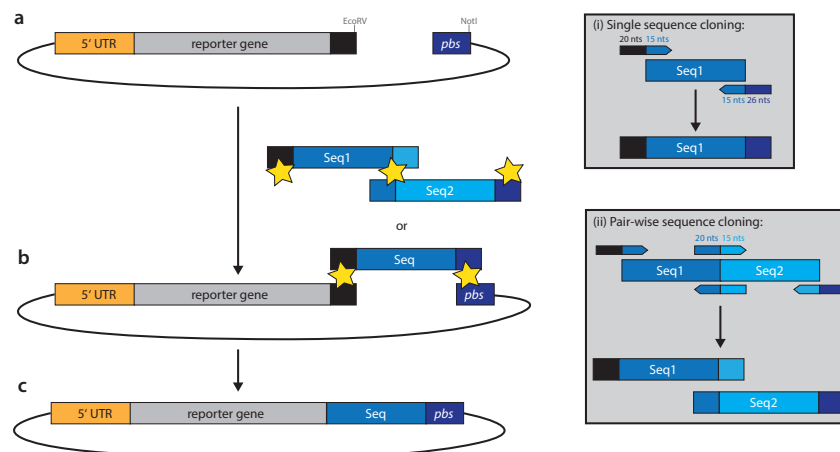 a
EcoRV
NotI
5' UTR
reporter gene
pbs
Seq1
Seq2
or
b
Seq
5' UTR
reporter gene
pbs
c
5' UTR
reporter gene
Seq
pbs
(i) Single sequence cloning:
20 nts 15 nts
Seq1
15 nts 26 nts
Seq1
(ii) Pair-wise sequence cloning:
20 nts 15 nts
Seq1
Seq2
Seq1
Seq2